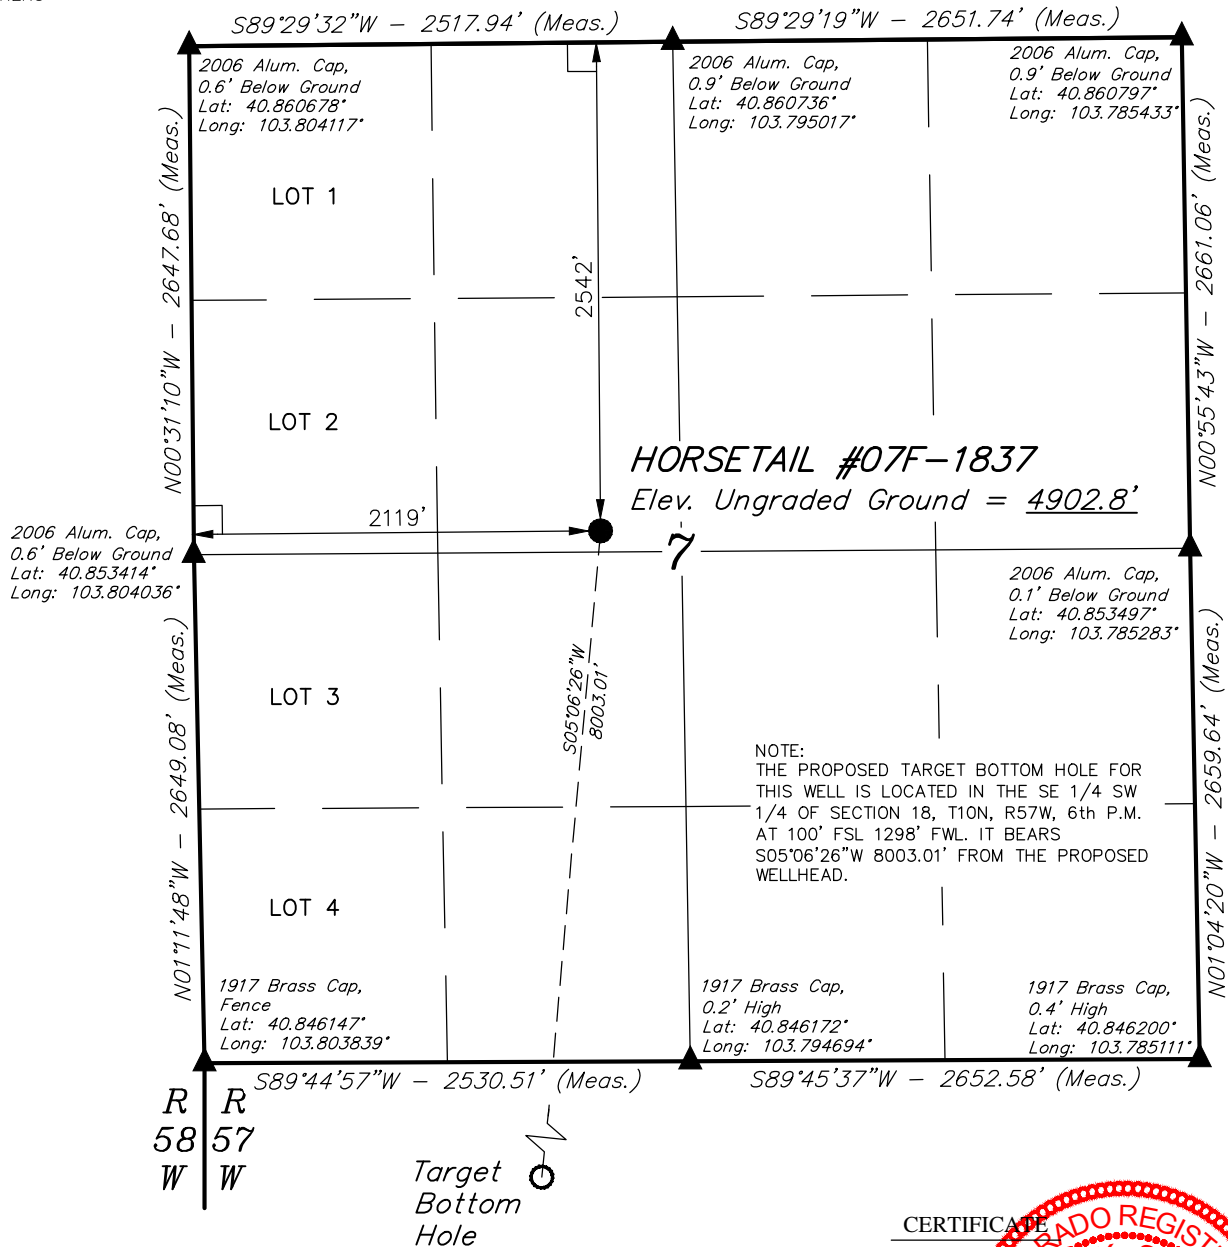 S89°29'32"W - 2517.94' (Meas.)
S89°29'19"W - 2651.74' (Meas.)
2006 Alum. Cap,
0.6' Below Ground
Lat: 40.860678°
Long: 103.804117°
2006 Alum. Cap,
0.9' Below Ground
Lat: 40.860736°
Long: 103.795017°
2006 Alum. Cap,
0.9' Below Ground
Lat: 40.860797°
Long: 103.785433°
N00°31'10"W - 2647.68' (Meas.)
N00°55'43"W - 2661.06' (Meas.)
LOT 1
2542'
LOT 2
HORSETAIL #07F-1837
Elev. Ungraded Ground = 4902.8'
2119'
7
2006 Alum. Cap,
0.6' Below Ground
Lat: 40.853414°
Long: 103.804036°
2006 Alum. Cap,
0.1' Below Ground
Lat: 40.853497°
Long: 103.785283°
N01°11'48"W - 2649.08' (Meas.)
S05°06'26"W
8003.01'
N01°04'20"W - 2659.64' (Meas.)
LOT 3
NOTE:
THE PROPOSED TARGET BOTTOM HOLE FOR
THIS WELL IS LOCATED IN THE SE 1/4 SW
1/4 OF SECTION 18, T10N, R57W, 6th P.M.
AT 100' FSL 1298' FWL. IT BEARS
S05°06'26"W 8003.01' FROM THE PROPOSED
WELLHEAD.
LOT 4
1917 Brass Cap,
Fence
Lat: 40.846147°
Long: 103.803839°
1917 Brass Cap,
0.2' High
Lat: 40.846172°
Long: 103.794694°
1917 Brass Cap,
0.4' High
Lat: 40.846200°
Long: 103.785111°
S89°44'57"W - 2530.51' (Meas.)
S89°45'37"W - 2652.58' (Meas.)
R R
58 57
W W
Target
Bottom
Hole
CERTIFICATE